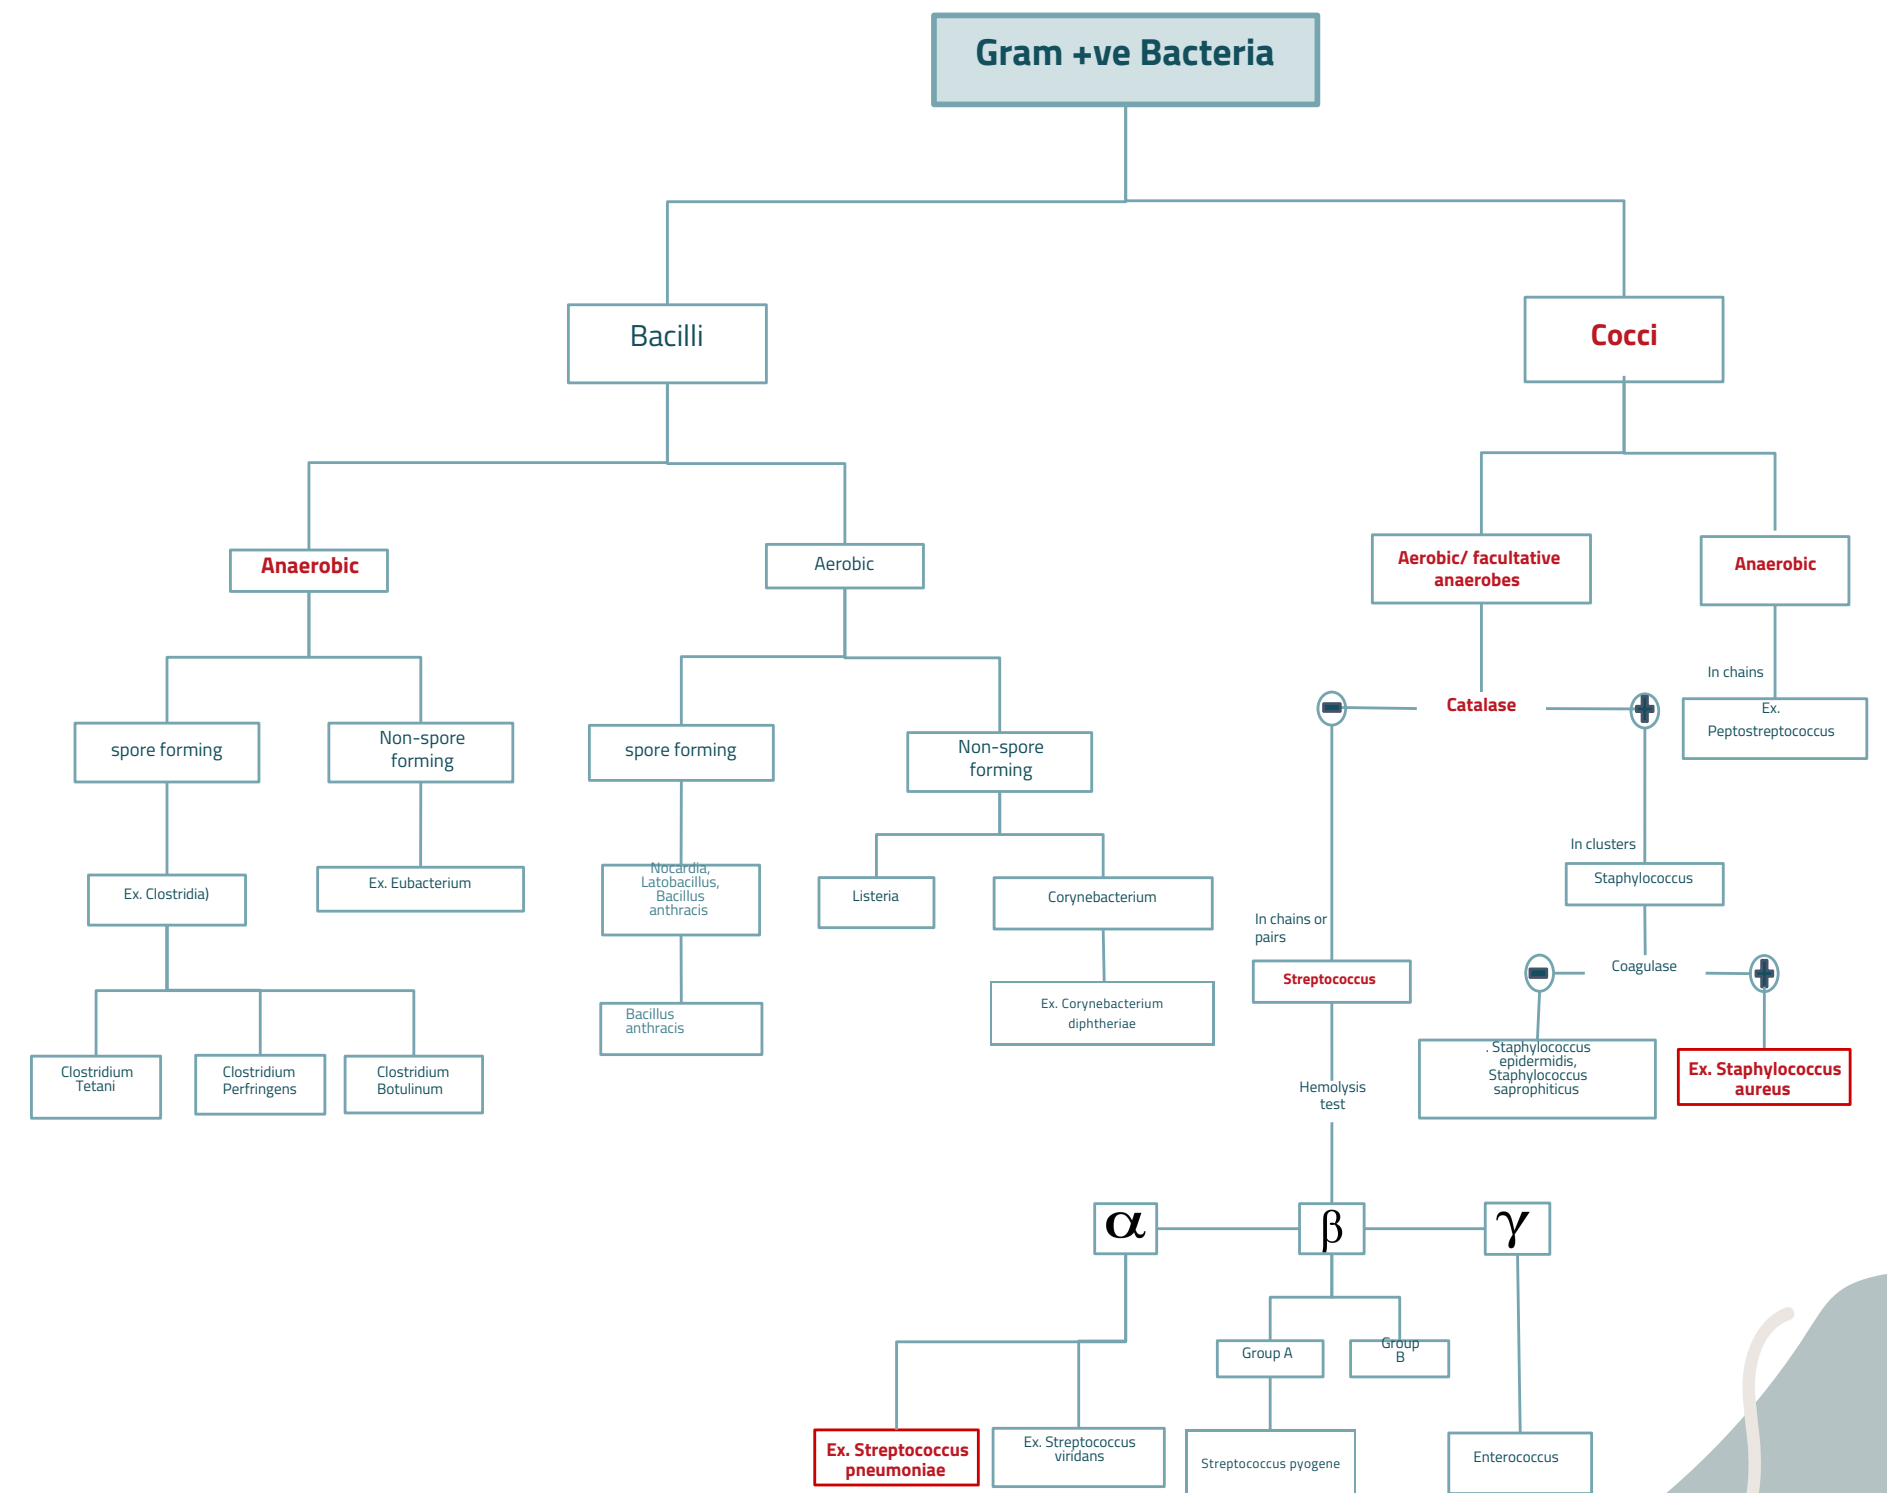 Gram +ve Bacteria
Bacilli
Cocci
Anaerobic
Aerobic
Aerobic/ facultative
anaerobes
Anaerobic
In chains
Catalase
Ex.
Peptostreptococcus
spore forming
Non-spore
forming
spore forming
Non-spore
forming
In clusters
Staphylococcus
Ex. Clostridia)
Ex. Eubacterium
Nocardia,
Latobacillus,
Bacillus
anthracis
Listeria
Corynebacterium
In chains or
pairs
Streptococcus
Coagulase
Bacillus
anthracis
Ex. Corynebacterium
diphtheriae
Clostridium
Tetani
Clostridium
Perfringens
Clostridium
Botulinum
Hemolysis
test
. Staphylococcus
epidermidis,
Staphylococcus
saprophiticus
Ex. Staphylococcus
aureus
α
β
γ
Group A
Group
B
Ex. Streptococcus
pneumoniae
Ex. Streptococcus
viridans
Streptococcus pyogene
Enterococcus